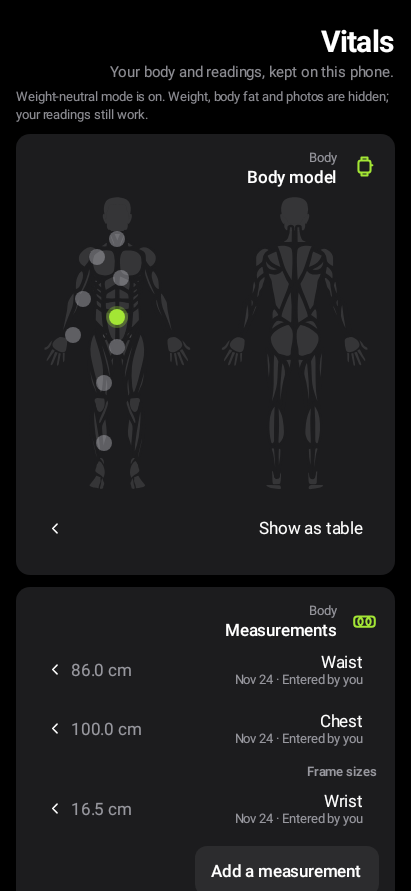 Vitals
Your body and readings, kept on this phone.
Weight-neutral mode is on. Weight, body fat and photos are hidden;
your readings still work.
Body
Body model
Show as table
Body
Measurements
Waist
86.0 cm
Nov 24 · Entered by you
Chest
100.0 cm
Nov 24 · Entered by you
Frame sizes
Wrist
16.5 cm
Nov 24 · Entered by you
Add a measurement